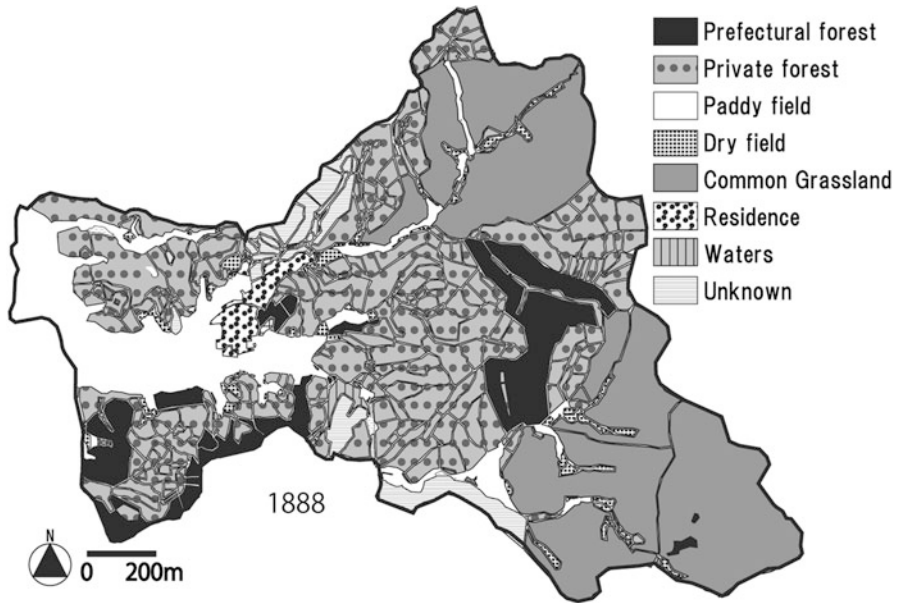 Prefectural forest
Private forest
Paddy field
Dry field
Common Grassland
Residence
Waters
Unknown
1888
N
0 200m